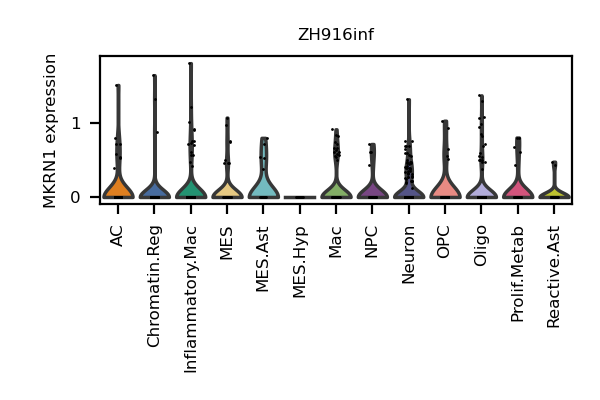 ZH916inf
MKRN1 expression
1
0
AC
Chromatin.Reg
Inflammatory.Mac
MES
MES.Ast
MES.Hyp
Mac
NPC
Neuron
OPC
Oligo
Prolif.Metab
Reactive.Ast